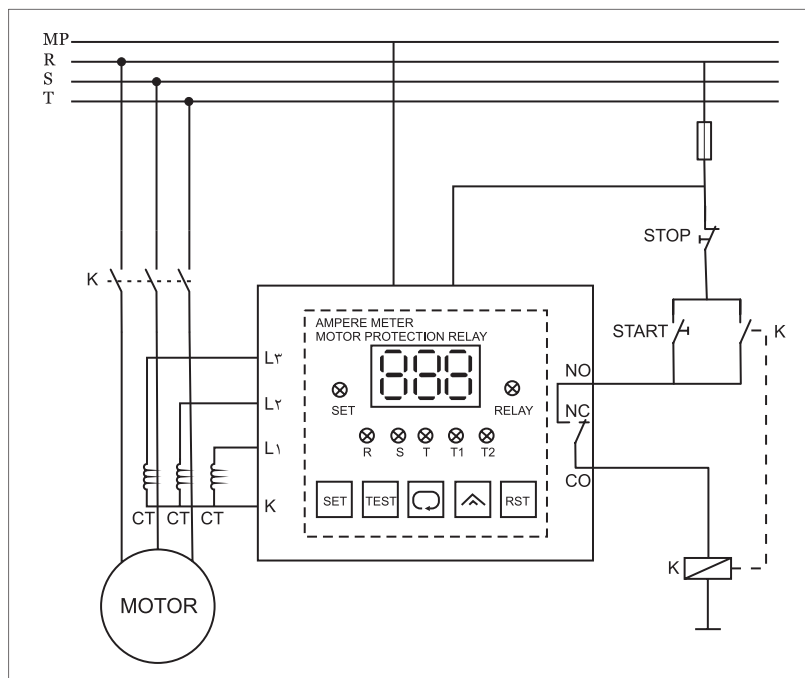 MP
R
S
T
STOP
K
START
K
AMPERE METER
MOTOR PROTECTION RELAY
888
SET
RELAY
R S T T1 T2
SET TEST RST
L۳
L۲
L۱
K
NO
NC
CO
CT CT CT
K
MOTOR